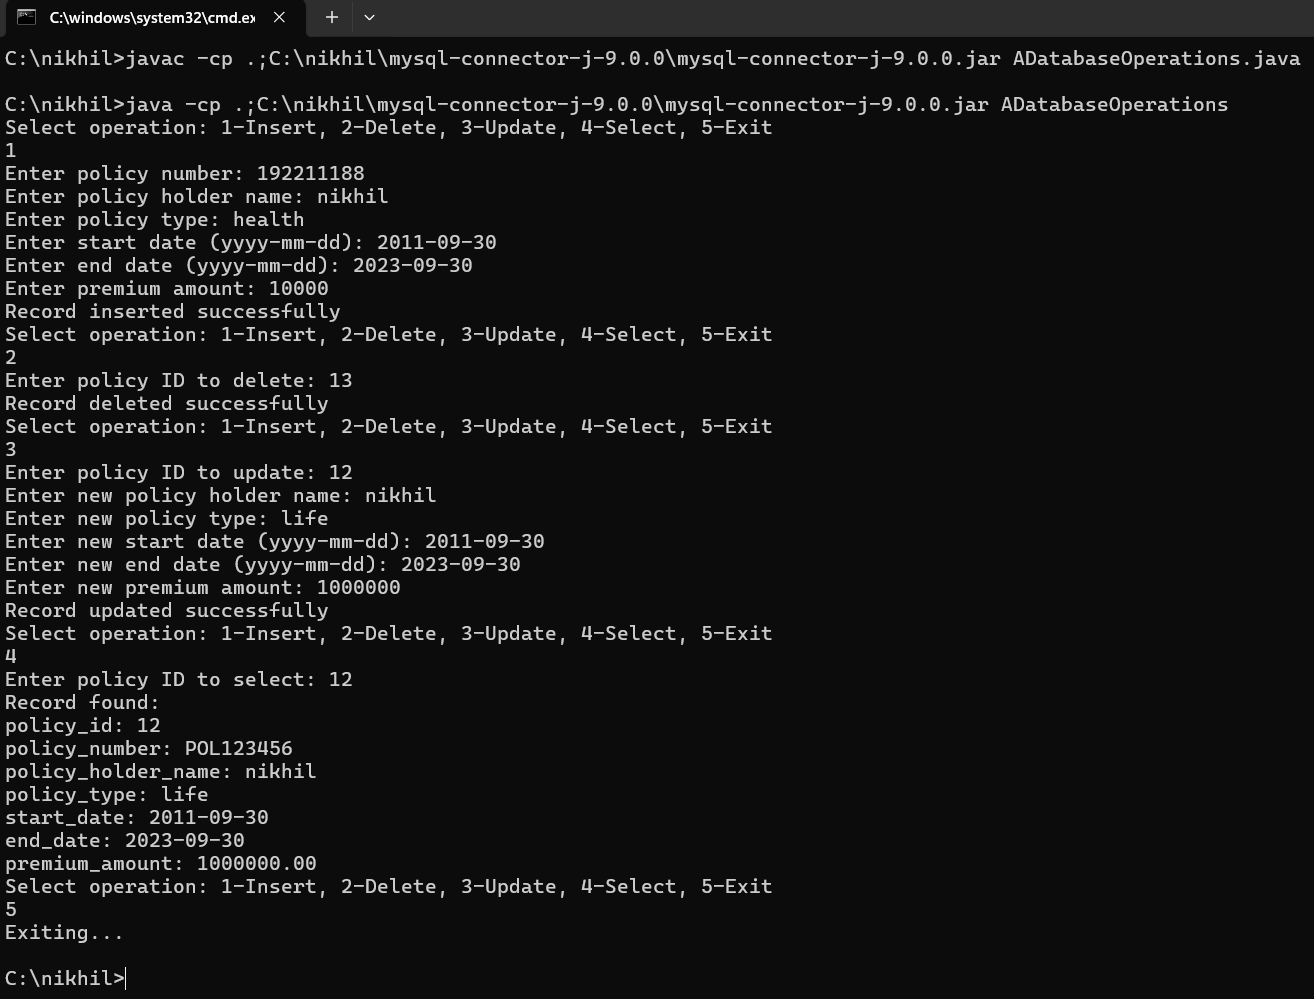 C:\windows\system32\cmd.ex
C:\nikhil>javac -cp .;C:\nikhil\mysql-connector-j-9.0.0\mysql-connector-j-9.0.0.jar ADatabaseOperations.java
C:\nikhil>java -cp .;C:\nikhil\mysql-connector-j-9.0.0\mysql-connector-j-9.0.0.jar ADatabaseOperations
Select operation: 1-Insert, 2-Delete, 3-Update, 4-Select, 5-Exit
1
Enter policy number: 192211188
Enter policy holder name: nikhil
Enter policy type: health
Enter start date (yyyy-mm-dd): 2011-09-30
Enter end date (yyyy-mm-dd): 2023-09-30
Enter premium amount: 10000
Record inserted successfully
Select operation: 1-Insert, 2-Delete, 3-Update, 4-Select, 5-Exit
2
Enter policy ID to delete: 13
Record deleted successfully
Select operation: 1-Insert, 2-Delete, 3-Update, 4-Select, 5-Exit
3
Enter policy ID to update: 12
Enter new policy holder name: nikhil
Enter new policy type: life
Enter new start date (yyyy-mm-dd): 2011-09-30
Enter new end date (yyyy-mm-dd): 2023-09-30
Enter new premium amount: 1000000
Record updated successfully
Select operation: 1-Insert, 2-Delete, 3-Update, 4-Select, 5-Exit
4
Enter policy ID to select: 12
Record found:
policy_id: 12
policy_number: POL123456
policy_holder_name: nikhil
policy_type: life
start_date: 2011-09-30
end_date: 2023-09-30
premium_amount: 1000000.00
Select operation: 1-Insert, 2-Delete, 3-Update, 4-Select, 5-Exit
5
Exiting...
C:\nikhil>